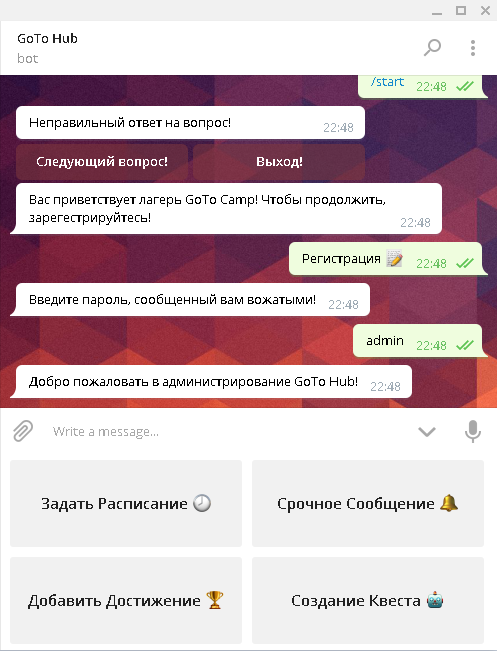 GoTo Hub
bot
/start 22:48
Неправильный ответ на вопрос! 22:48
Следующий вопрос! Выход!
Вас приветствует лагерь GoTo Camp! Чтобы продолжить,
зарегестрируйтесь! 22:48
Регистрация 📝 22:48
Введите пароль, сообщенный вам вожатыми! 22:48
admin 22:48
Добро пожаловать в администрирование GoTo Hub! 22:48
Write a message...
Задать Расписание 🕗 Срочное Сообщение 🔔
Добавить Достижение 🏆 Создание Квеста 🤖